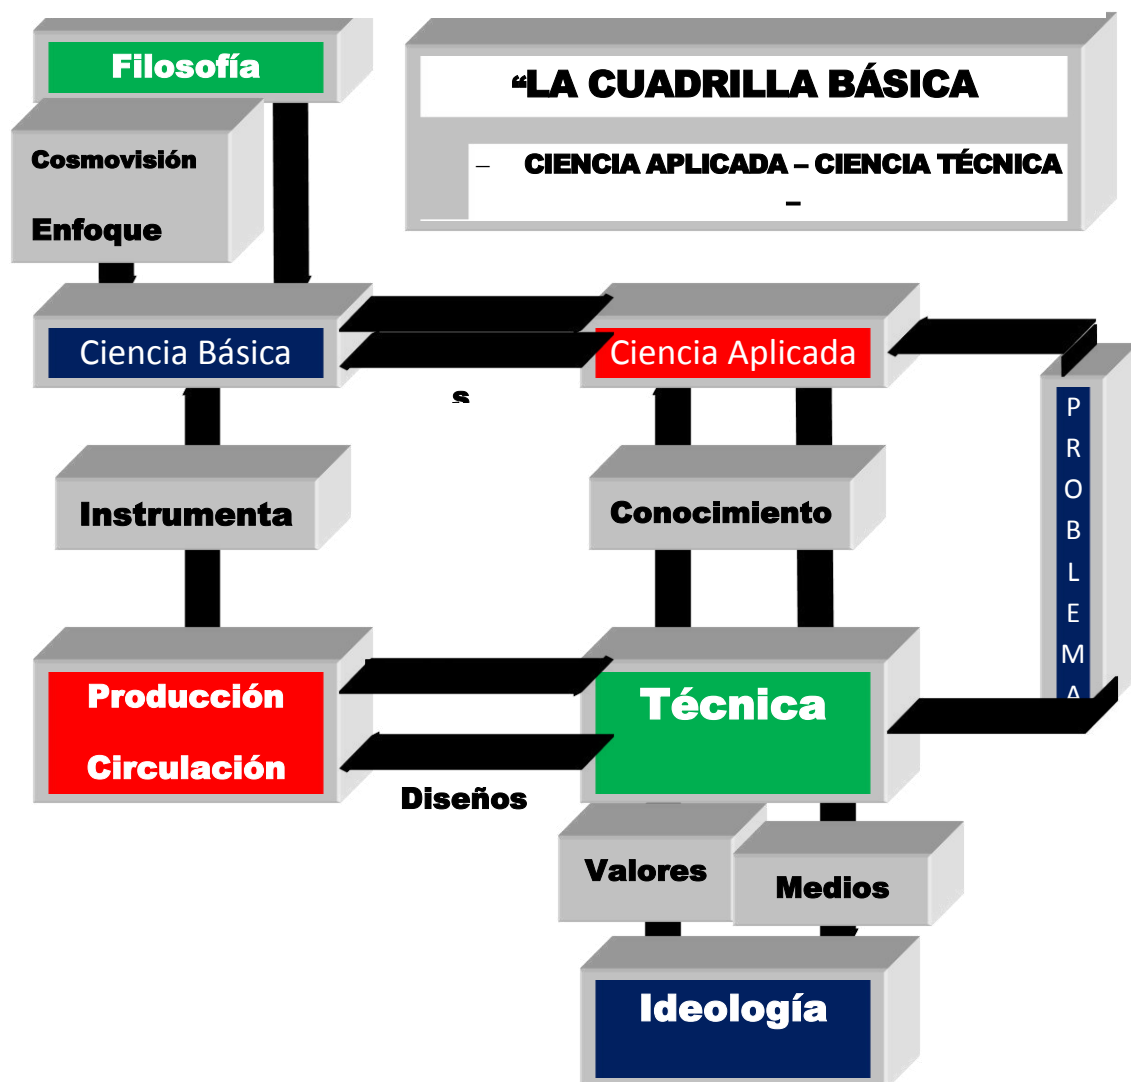 Filosofía
“LA CUADRILLA BÁSICA
– CIENCIA APLICADA – CIENCIA TÉCNICA
–
Cosmovisión
Enfoque
Ciencia Básica
Ciencia Aplicada
s
P
R
O
B
L
E
M
A
Instrumenta
Conocimiento
Producción
Circulación
Técnica
Diseños
Valores
Medios
Ideología